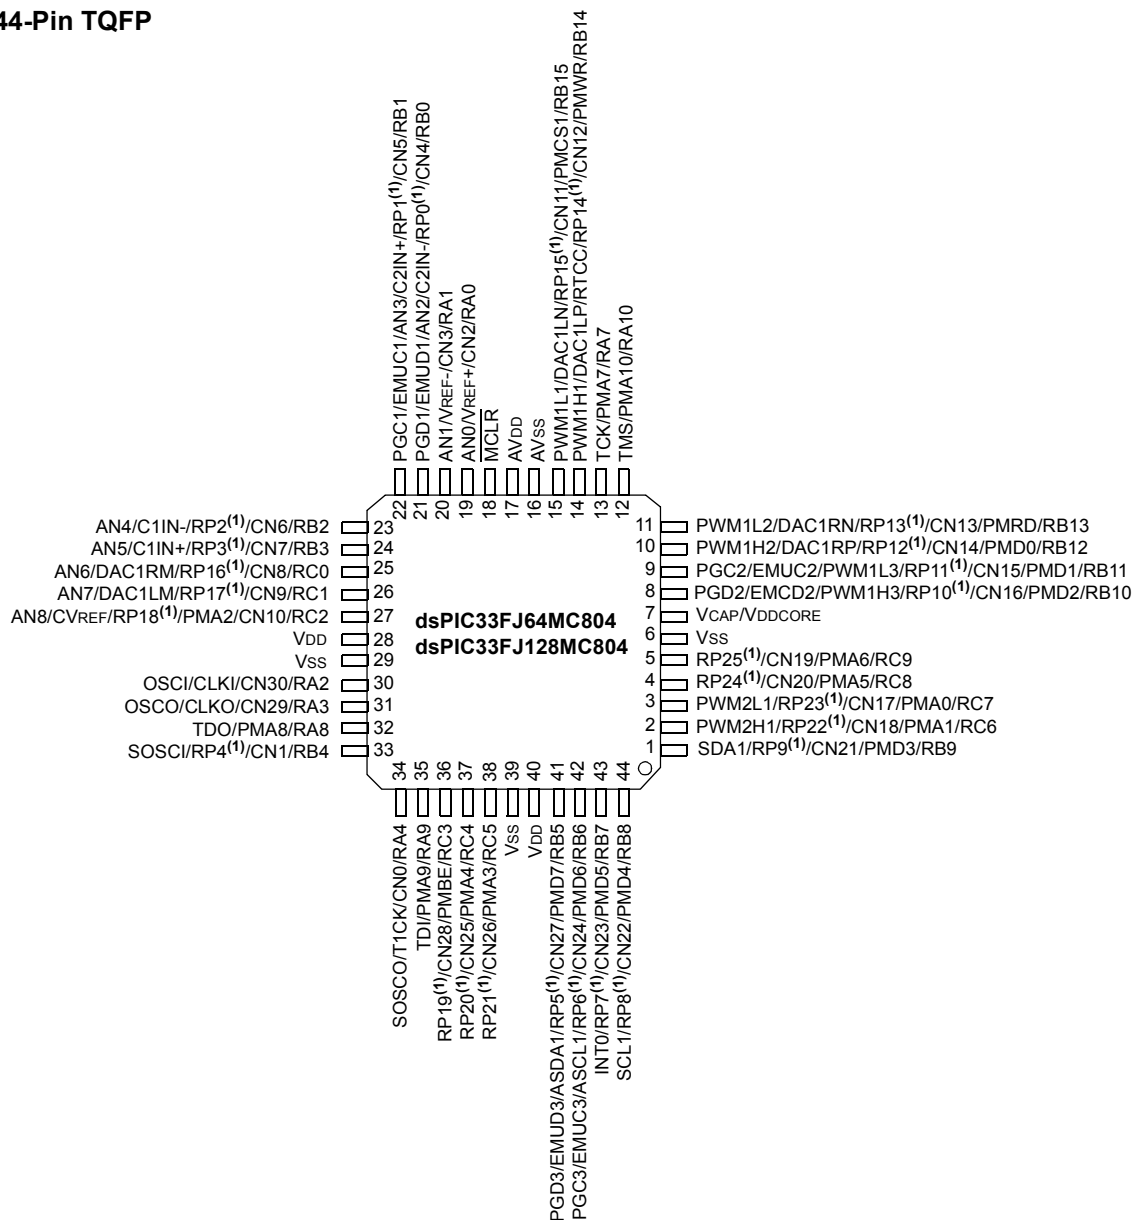 44-Pin TQFP
PGC1/EMUC1/AN3/C2IN+/RP1(1)/CN5/RB1
PGD1/EMUD1/AN2/C2IN-/RP0(1)/CN4/RB0
AN1/VREF-/CN3/RA1
AN0/VREF+/CN2/RA0
MCLR
AVDD
AVSS
PWM1L1/DAC1LN/RP15(1)/CN11/PMCS1/RB15
PWM1H1/DAC1LP/RTCC/RP14(1)/CN12/PMWR/RB14
TCK/PMA7/RA7
TMS/PMA10/RA10
22
21
20
19
18
17
16
15
14
13
12
AN4/C1IN-/RP2(1)/CN6/RB2 23
AN5/C1IN+/RP3(1)/CN7/RB3 24
AN6/DAC1RM/RP16(1)/CN8/RC0 25
AN7/DAC1LM/RP17(1)/CN9/RC1 26
AN8/CVREF/RP18(1)/PMA2/CN10/RC2 27
VDD 28
VSS 29
OSCI/CLKI/CN30/RA2 30
OSCO/CLKO/CN29/RA3 31
TDO/PMA8/RA8 32
SOSCI/RP4(1)/CN1/RB4 33
dsPIC33FJ64MC804
dsPIC33FJ128MC804
11 PWM1L2/DAC1RN/RP13(1)/CN13/PMRD/RB13
10 PWM1H2/DAC1RP/RP12(1)/CN14/PMD0/RB12
9 PGC2/EMUC2/PWM1L3/RP11(1)/CN15/PMD1/RB11
8 PGD2/EMCD2/PWM1H3/RP10(1)/CN16/PMD2/RB10
7 VCAP/VDDCORE
6 VSS
5 RP25(1)/CN19/PMA6/RC9
4 RP24(1)/CN20/PMA5/RC8
3 PWM2L1/RP23(1)/CN17/PMA0/RC7
2 PWM2H1/RP22(1)/CN18/PMA1/RC6
1 SDA1/RP9(1)/CN21/PMD3/RB9
34
35
36
37
38
39
40
41
42
43
44
SOSCO/T1CK/CN0/RA4
TDI/PMA9/RA9
RP19(1)/CN28/PMBE/RC3
RP20(1)/CN25/PMA4/RC4
RP21(1)/CN26/PMA3/RC5
VSS
VDD
PGD3/EMUD3/ASDA1/RP5(1)/CN27/PMD7/RB5
PGC3/EMUC3/ASCL1/RP6(1)/CN24/PMD6/RB6
INT0/RP7(1)/CN23/PMD5/RB7
SCL1/RP8(1)/CN22/PMD4/RB8